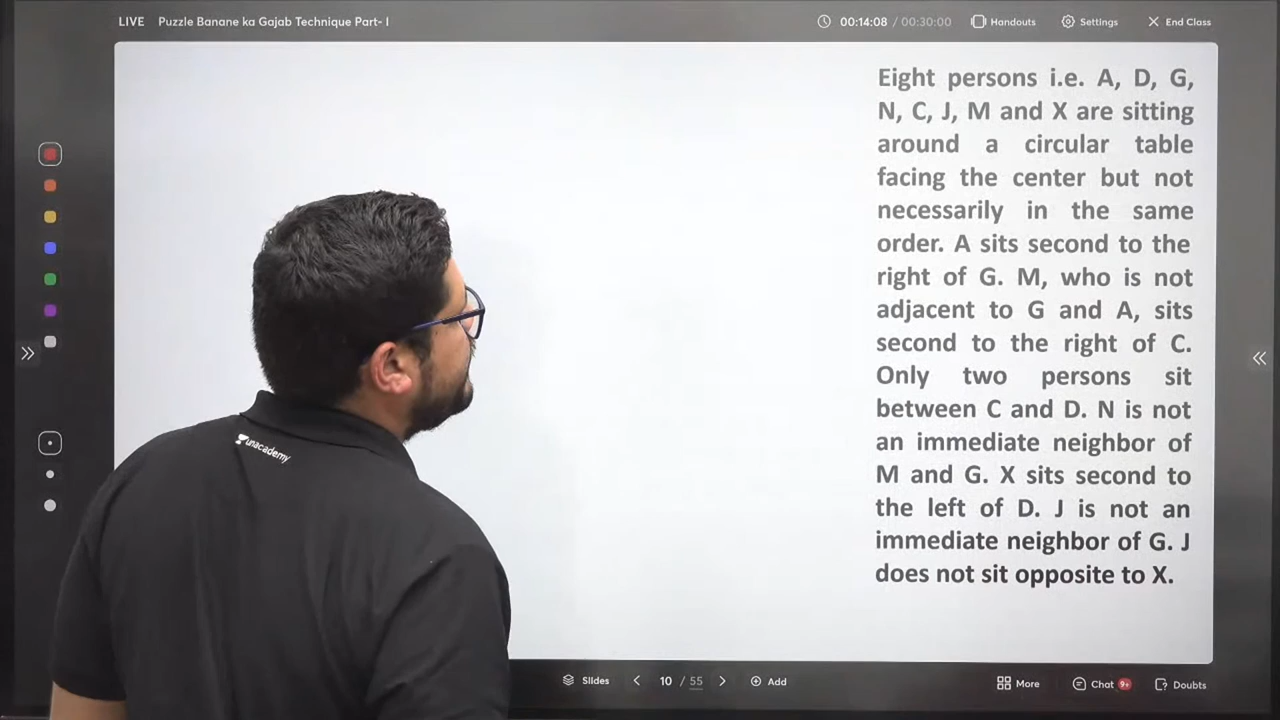 LIVE Puzzle Banane ka Gajab Technique Part- I 00:14:08 / 00:30:00 Handouts Settings End Class
Eight persons i.e. A, D, G,
N, C, J, M and X are sitting
around a circular table
facing the center but not
necessarily in the same
order. A sits second to the
right of G. M, who is not
adjacent to G and A, sits
second to the right of C.
Only two persons sit
between C and D. N is not
an immediate neighbor of
M and G. X sits second to
the left of D. J is not an
immediate neighbor of G. J
does not sit opposite to X.
unacademy
Slides 10 / 55 Add More Chat 9+ Doubts